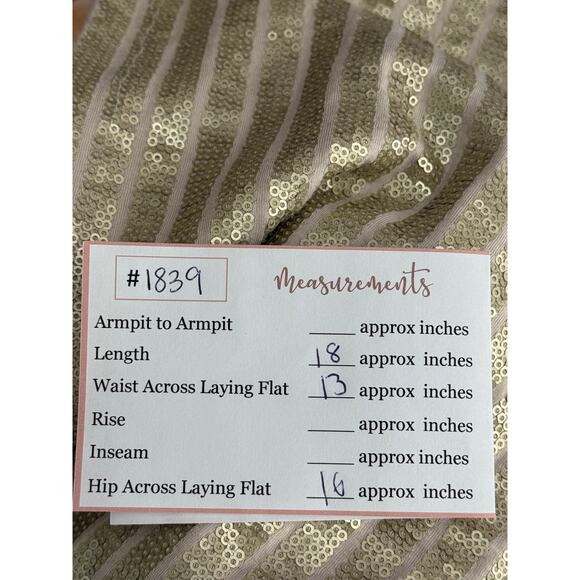 #1839 Measurements
Armpit to Armpit ____ approx inches
Length 18 approx inches
Waist Across Laying Flat 13 approx inches
Rise ____ approx inches
Inseam ____ approx inches
Hip Across Laying Flat 16 approx inches